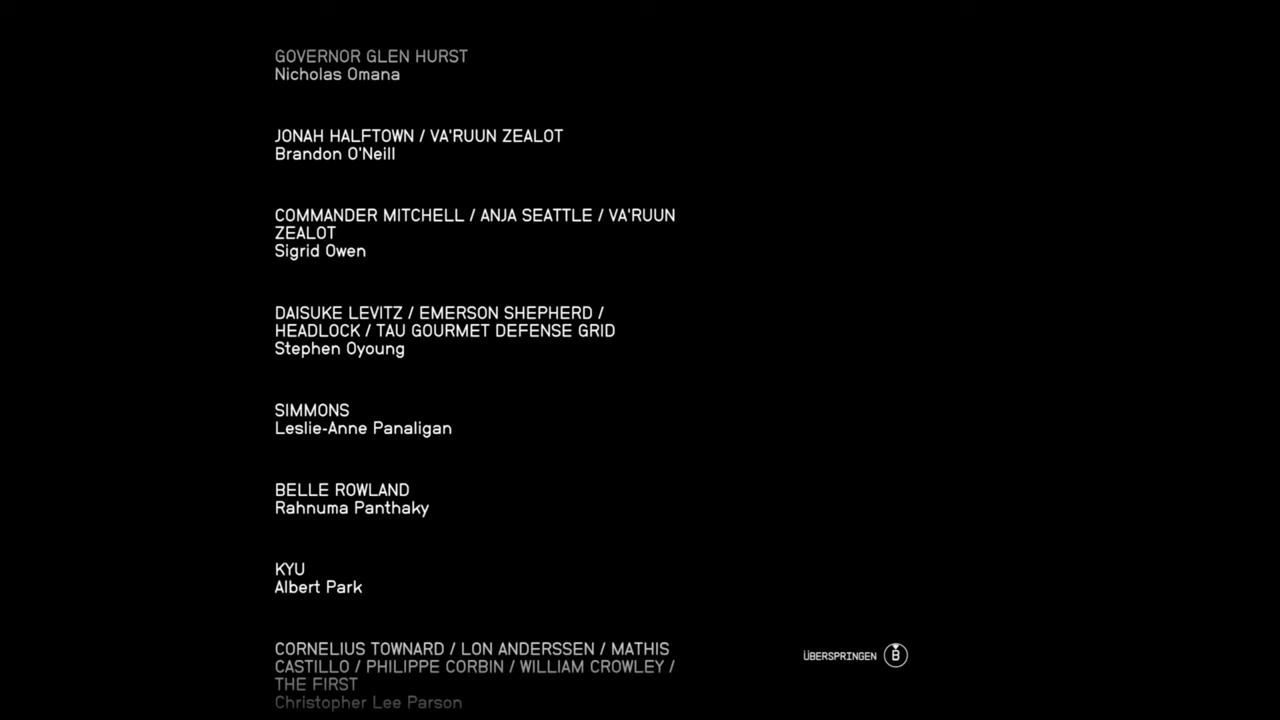 GOVERNOR GLEN HURST
Nicholas Omana
JONAH HALFTOWN / VA'RUUN ZEALOT
Brandon O'Neill
COMMANDER MITCHELL / ANJA SEATTLE / VA'RUUN
ZEALOT
Sigrid Owen
DAISUKE LEVITZ / EMERSON SHEPHERD /
HEADLOCK / TAU GOURMET DEFENSE GRID
Stephen Oyoung
SIMMONS
Leslie-Anne Panaligan
BELLE ROWLAND
Rahnuma Panthaky
KYU
Albert Park
CORNELIUS TOWNARD / LON ANDERSSEN / MATHIS
CASTILLO / PHILIPPE CORBIN / WILLIAM CROWLEY /
THE FIRST
Christopher Lee Parson
ÜBERSPRINGEN B